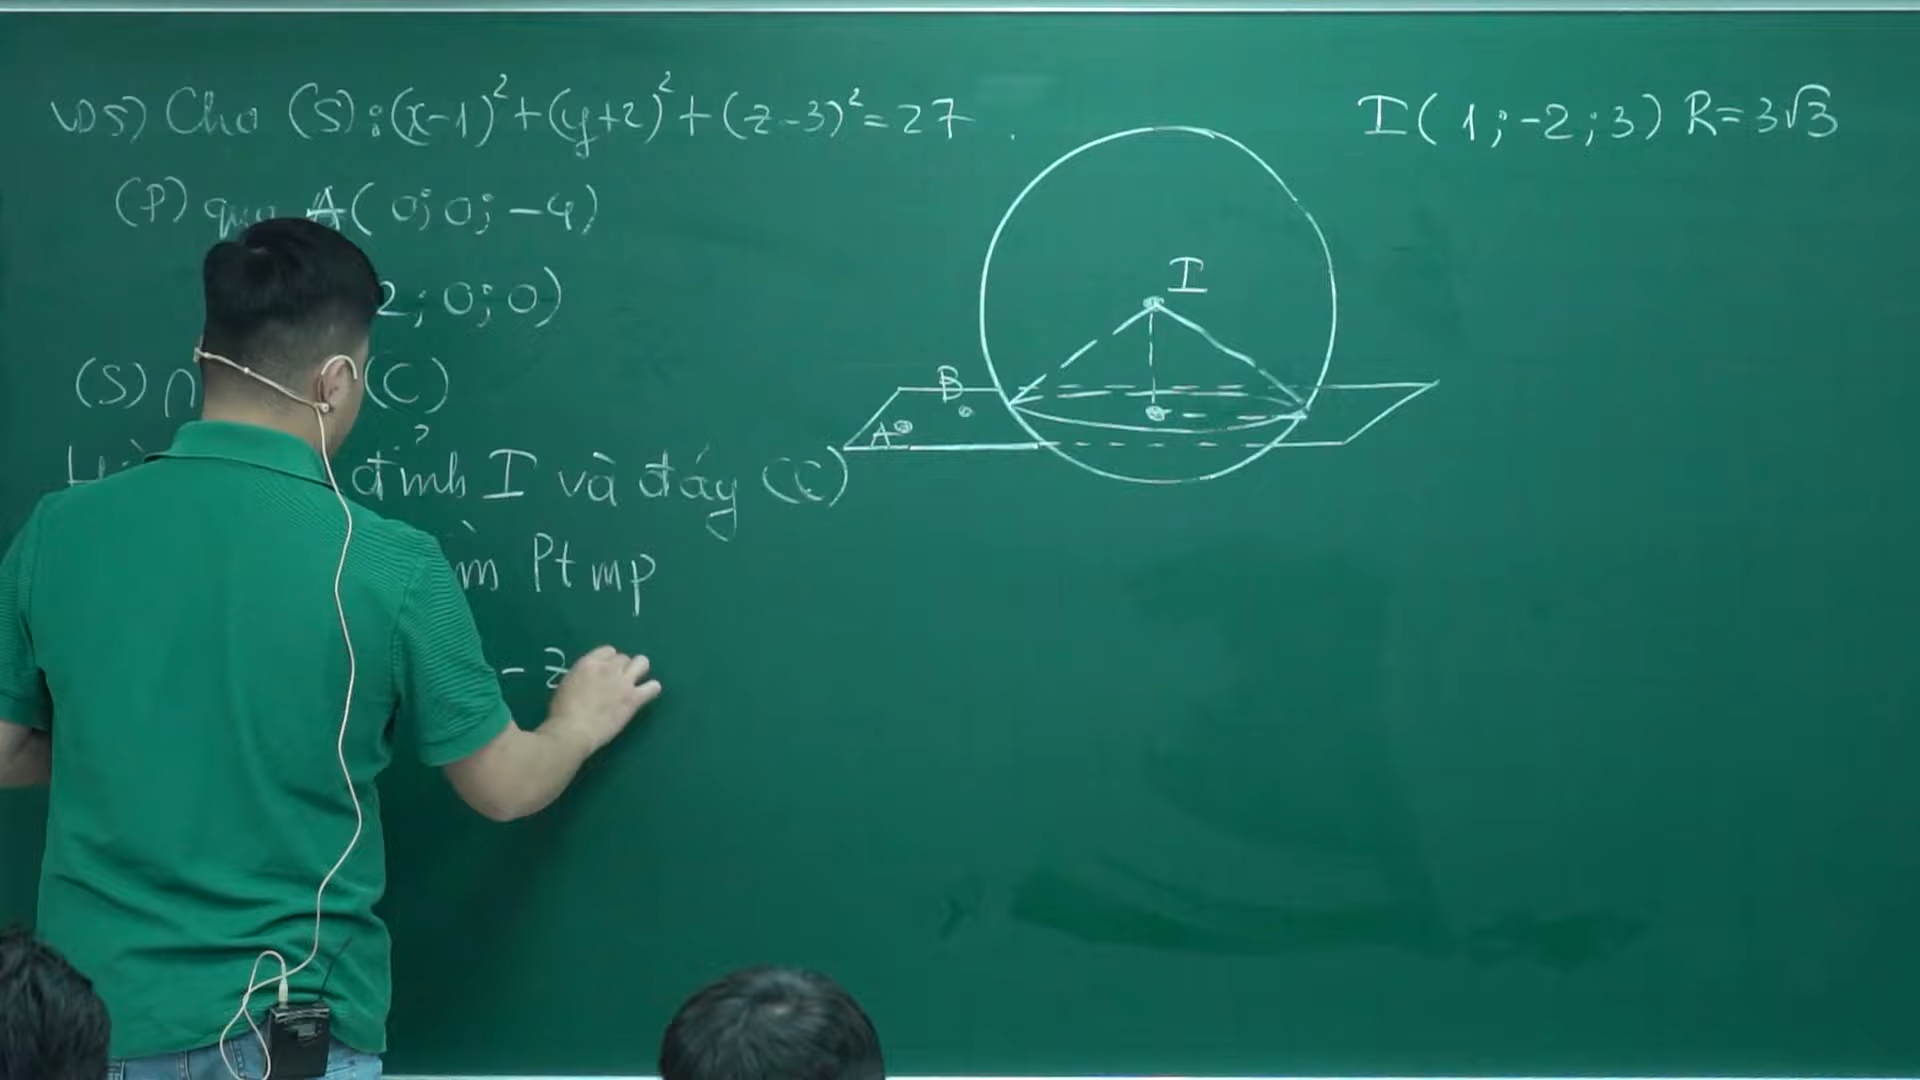 VD5) Cho (S): (x-1)²+(y+2)²+(z-3)²=27.
I(1;-2;3) R=3√3
(P) qua A(0;0;-4)
2;0;0)
(S)∩
(C)
đỉnh I và đáy (C)
Pt mp
- z
I
B
A